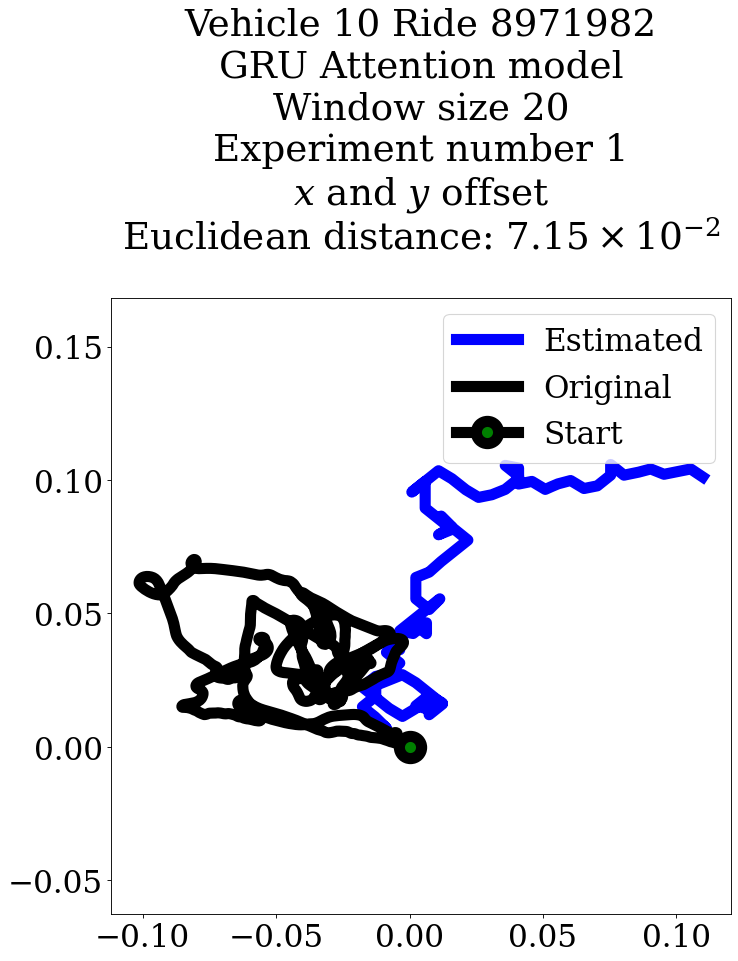 Vehicle 10 Ride 8971982
GRU Attention model
Window size 20
Experiment number 1
x and y offset
Euclidean distance: 7.15 × 10⁻²
Estimated
Original
Start
0.15
0.10
0.05
0.00
−0.05
−0.10
−0.05
0.00
0.05
0.10